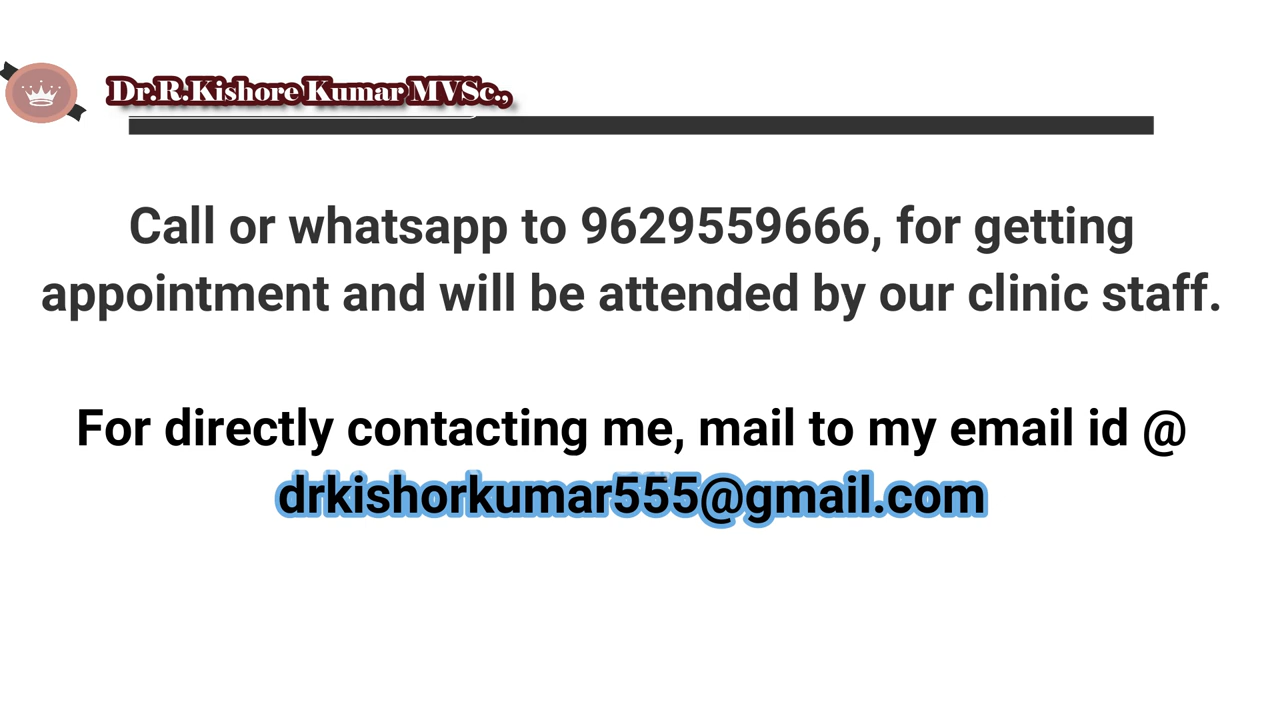 Dr.R.Kishore Kumar MVSc.,
Call or whatsapp to 9629559666, for getting
appointment and will be attended by our clinic staff.
For directly contacting me, mail to my email id @
drkishorkumar555@gmail.com